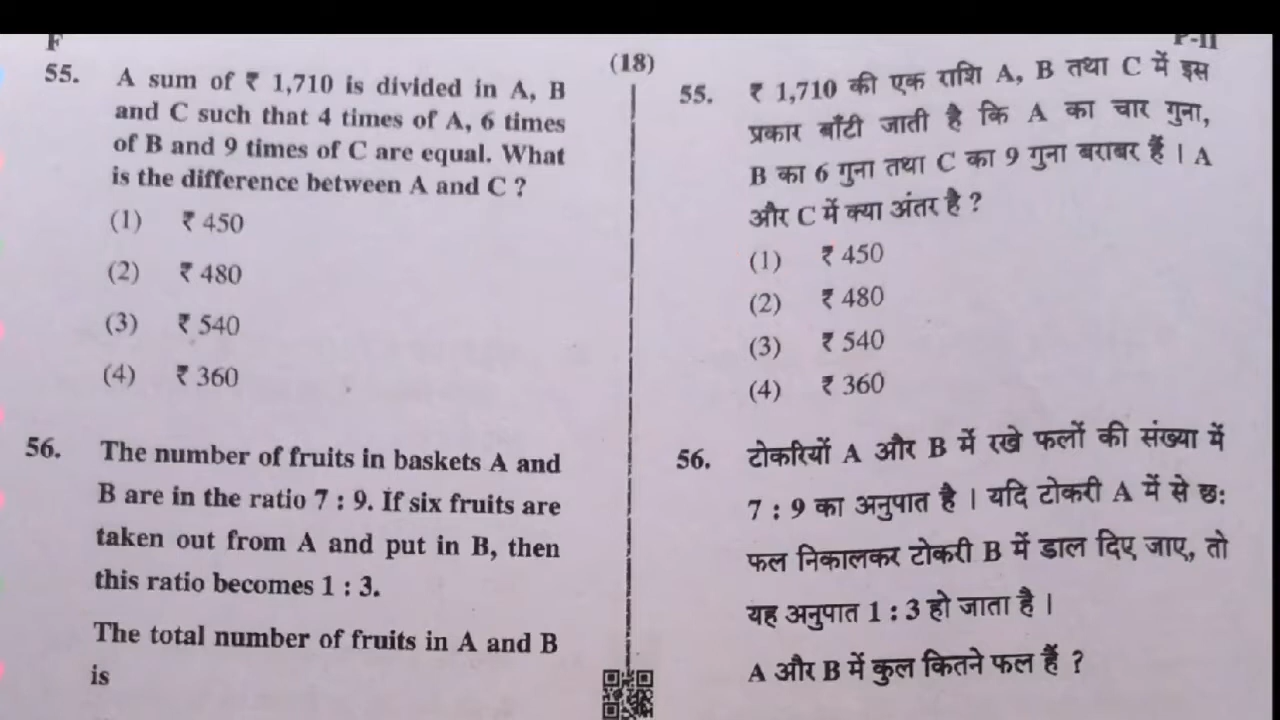 F
(18)
P-II
55. A sum of ₹ 1,710 is divided in A, B
and C such that 4 times of A, 6 times
of B and 9 times of C are equal. What
is the difference between A and C ?
(1) ₹ 450
(2) ₹ 480
(3) ₹ 540
(4) ₹ 360
56. The number of fruits in baskets A and
B are in the ratio 7 : 9. If six fruits are
taken out from A and put in B, then
this ratio becomes 1 : 3.
The total number of fruits in A and B
is
55. ₹ 1,710 की एक राशि A, B तथा C में इस
प्रकार बाँटी जाती है कि A का चार गुना,
B का 6 गुना तथा C का 9 गुना बराबर हैं । A
और C में क्या अंतर है ?
(1) ₹ 450
(2) ₹ 480
(3) ₹ 540
(4) ₹ 360
56. टोकरियों A और B में रखे फलों की संख्या में
7 : 9 का अनुपात है । यदि टोकरी A में से छः
फल निकालकर टोकरी B में डाल दिए जाए, तो
यह अनुपात 1 : 3 हो जाता है ।
A और B में कुल कितने फल हैं ?